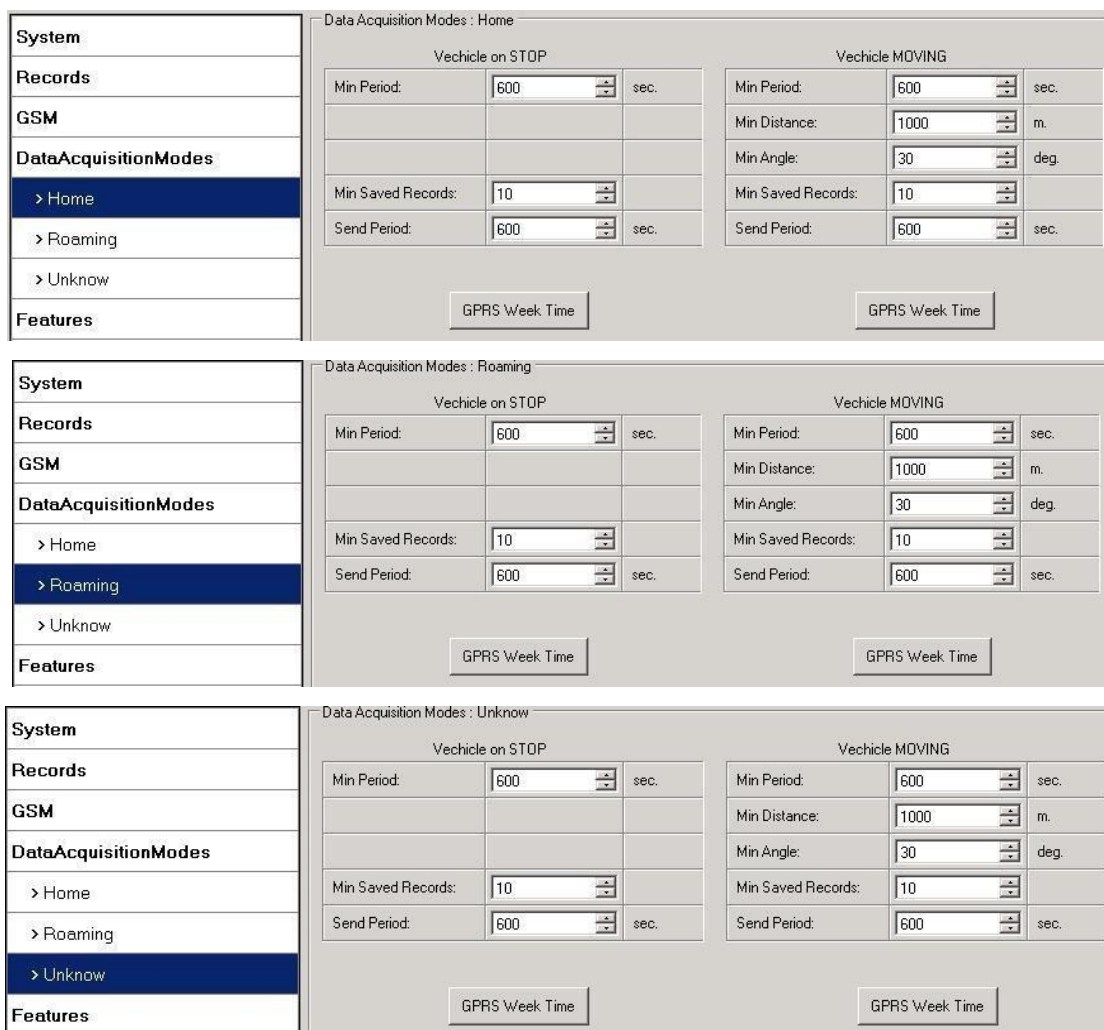 System
Records
GSM
DataAcquisitionModes
> Home
> Roaming
> Unknow
Features
Data Acquisition Modes : Home
Vechicle on STOP
Min Period: 600 sec.
Min Saved Records: 10
Send Period: 600 sec.
GPRS Week Time
Vechicle MOVING
Min Period: 600 sec.
Min Distance: 1000 m.
Min Angle: 30 deg.
Min Saved Records: 10
Send Period: 600 sec.
GPRS Week Time
System
Records
GSM
DataAcquisitionModes
> Home
> Roaming
> Unknow
Features
Data Acquisition Modes : Roaming
Vechicle on STOP
Min Period: 600 sec.
Min Saved Records: 10
Send Period: 600 sec.
GPRS Week Time
Vechicle MOVING
Min Period: 600 sec.
Min Distance: 1000 m.
Min Angle: 30 deg.
Min Saved Records: 10
Send Period: 600 sec.
GPRS Week Time
System
Records
GSM
DataAcquisitionModes
> Home
> Roaming
> Unknow
Features
Data Acquisition Modes : Unknow
Vechicle on STOP
Min Period: 600 sec.
Min Saved Records: 10
Send Period: 600 sec.
GPRS Week Time
Vechicle MOVING
Min Period: 600 sec.
Min Distance: 1000 m.
Min Angle: 30 deg.
Min Saved Records: 10
Send Period: 600 sec.
GPRS Week Time